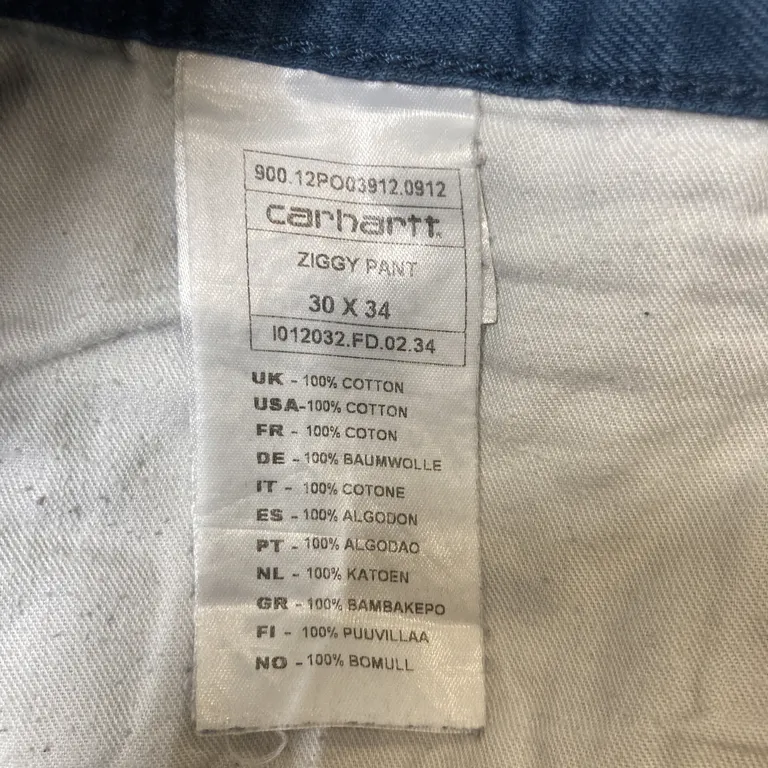 900.12PO03912.0912
carhartt.
ZIGGY PANT
30 X 34
I012032.FD.02.34
UK - 100% COTTON
USA-100% COTTON
FR - 100% COTON
DE - 100% BAUMWOLLE
IT - 100% COTONE
ES - 100% ALGODON
PT - 100% ALGODAO
NL - 100% KATOEN
GR - 100% BAMBAKEPO
FI - 100% PUUVILLAA
NO - 100% BOMULL